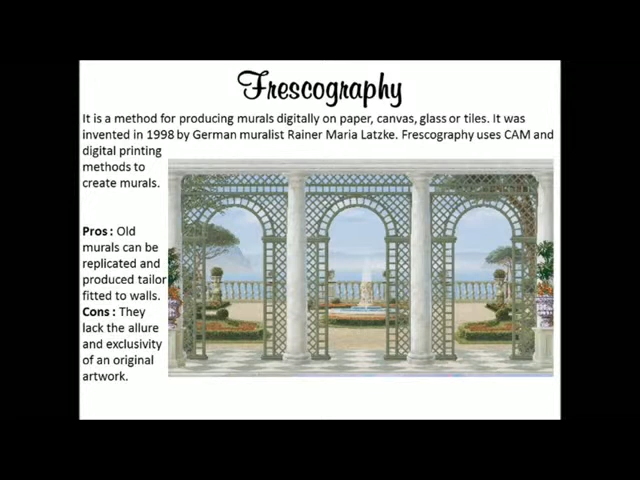 Frescography
It is a method for producing murals digitally on paper, canvas, glass or tiles. It was
invented in 1998 by German muralist Rainer Maria Latzke. Frescography uses CAM and
digital printing
methods to
create murals.
Pros : Old
murals can be
replicated and
produced tailor
fitted to walls.
Cons : They
lack the allure
and exclusivity
of an original
artwork.